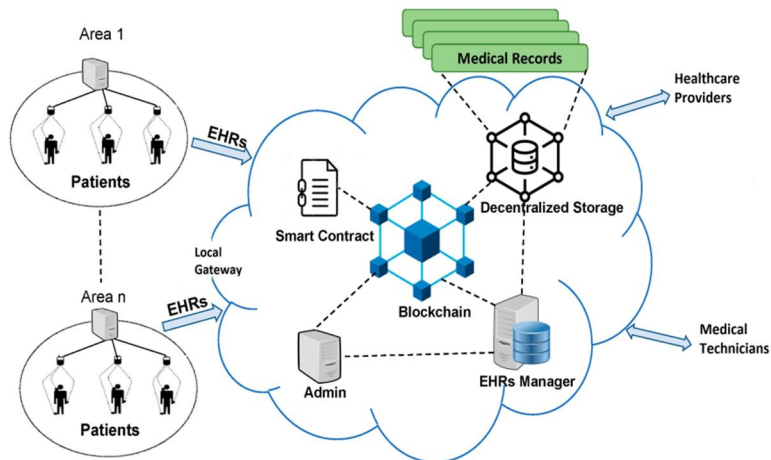 Area 1
Patients
EHRs
Medical Records
Healthcare
Providers
Smart Contract
Decentralized Storage
Local
Gateway
Blockchain
Area n
Patients
EHRs
Admin
EHRs Manager
Medical
Technicians